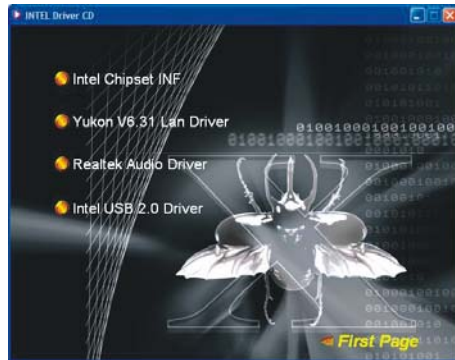 INTEL Driver CD
Intel Chipset INF
Yukon V6.31 Lan Driver
Realtek Audio Driver
Intel USB 2.0 Driver
First Page